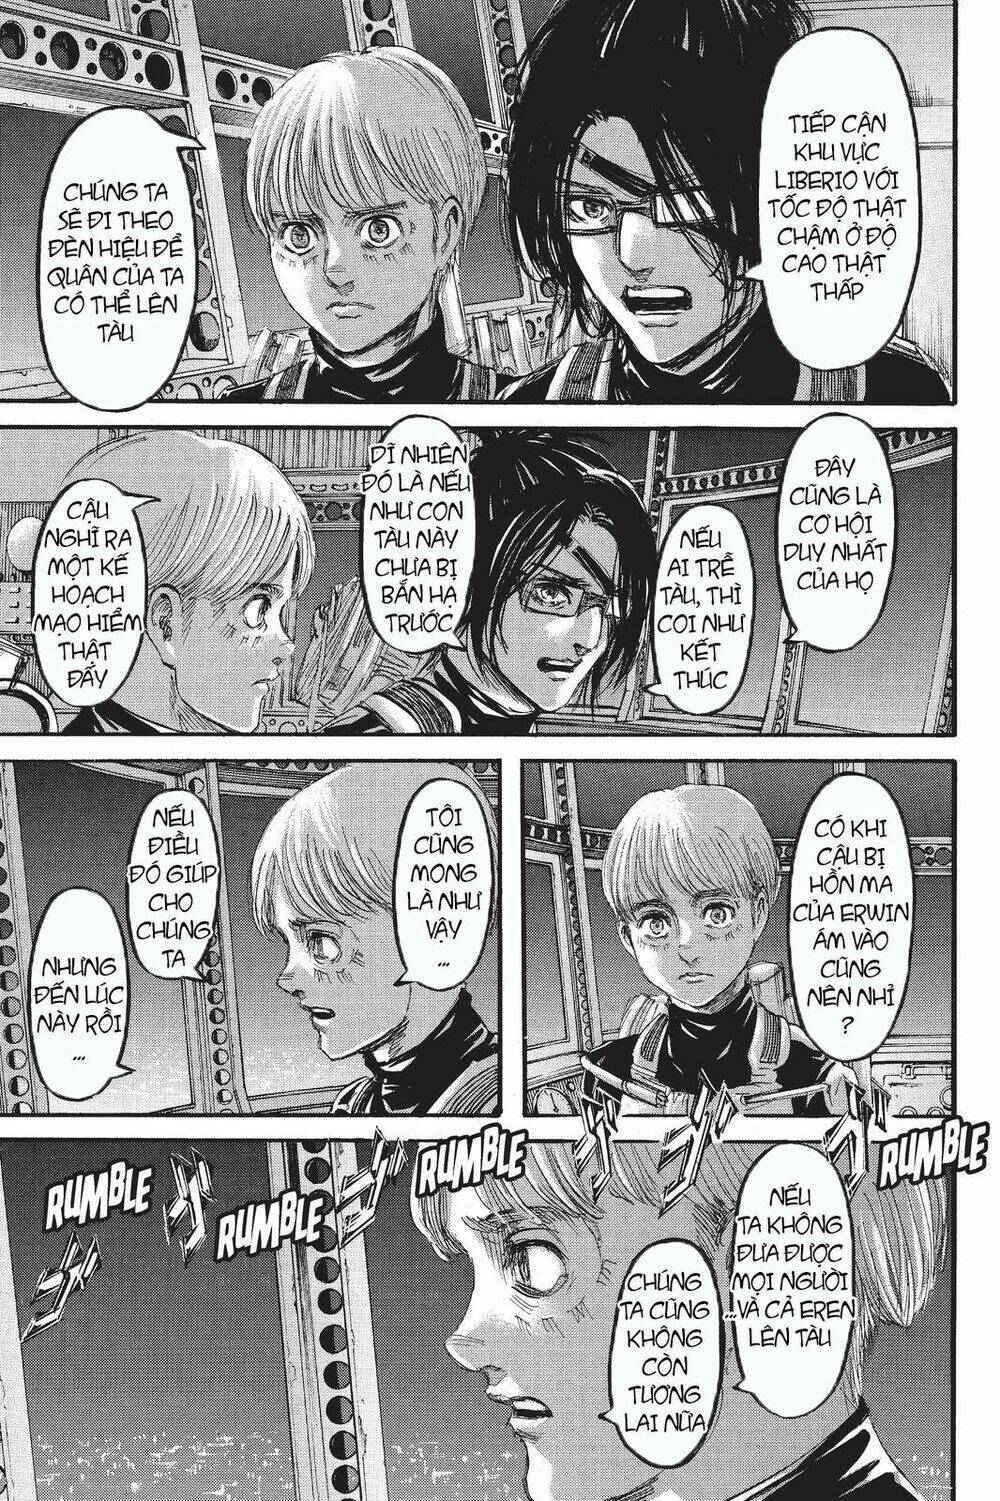 TIẾP CẬN
KHU VỰC
LIBERIO VỚI
TỐC ĐỘ THẬT
CHẬM Ở ĐỘ
CAO THẬT
THẤP
CHÚNG TA
SẼ ĐI THEO
ĐÈN HIỆU ĐỂ
QUÂN CỦA TA
CÓ THỂ LÊN
TÀU
ĐÂY
CŨNG LÀ
CƠ HỘI
DUY NHẤT
CỦA HỌ
NẾU
AI TRỄ
TÀU, THÌ
COI NHƯ
KẾT
THÚC
DĨ NHIÊN
ĐÓ LÀ NẾU
NHƯ CON
TÀU NÀY
CHƯA BỊ
BẮN HẠ
TRƯỚC
CẬU
NGHĨ RA
MỘT KẾ
HOẠCH
MẠO HIỂM
THẬT
ĐẤY
CÓ KHI
CẬU BỊ
HỒN MA
CỦA ERWIN
ÁM VÀO
CŨNG
NÊN NHỈ
?
TÔI
CŨNG
MONG
LÀ NHƯ
VẬY
...
NẾU
ĐIỀU
ĐÓ GIÚP
CHO
CHÚNG
TA
NHƯNG
ĐẾN LÚC
NÀY RỒI
...
RUMBLE
RUMBLE
RUMBLE
RUMBLE
NẾU
TA KHÔNG
ĐƯA ĐƯỢC
MỌI NGƯỜI
...VÀ CẢ EREN
LÊN TÀU
CHÚNG
TA CŨNG
KHÔNG
CÒN
TƯƠNG
LAI NỮA